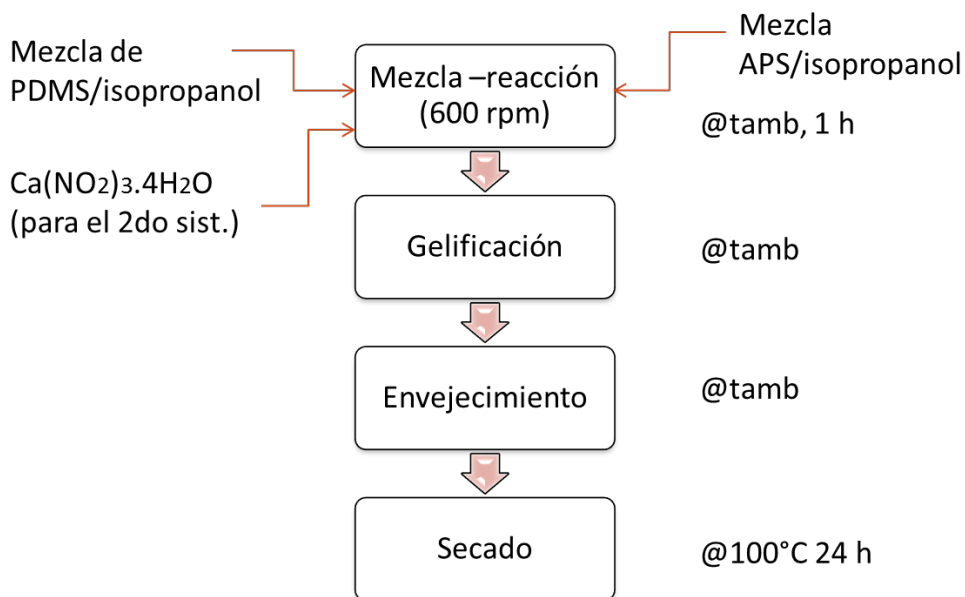 Mezcla de
PDMS/isopropanol
Mezcla –reacción
(600 rpm)
Mezcla
APS/isopropanol
@tamb, 1 h
Ca(NO2)3.4H2O
(para el 2do sist.)
Gelificación
@tamb
Envejecimiento
@tamb
Secado
@100°C 24 h